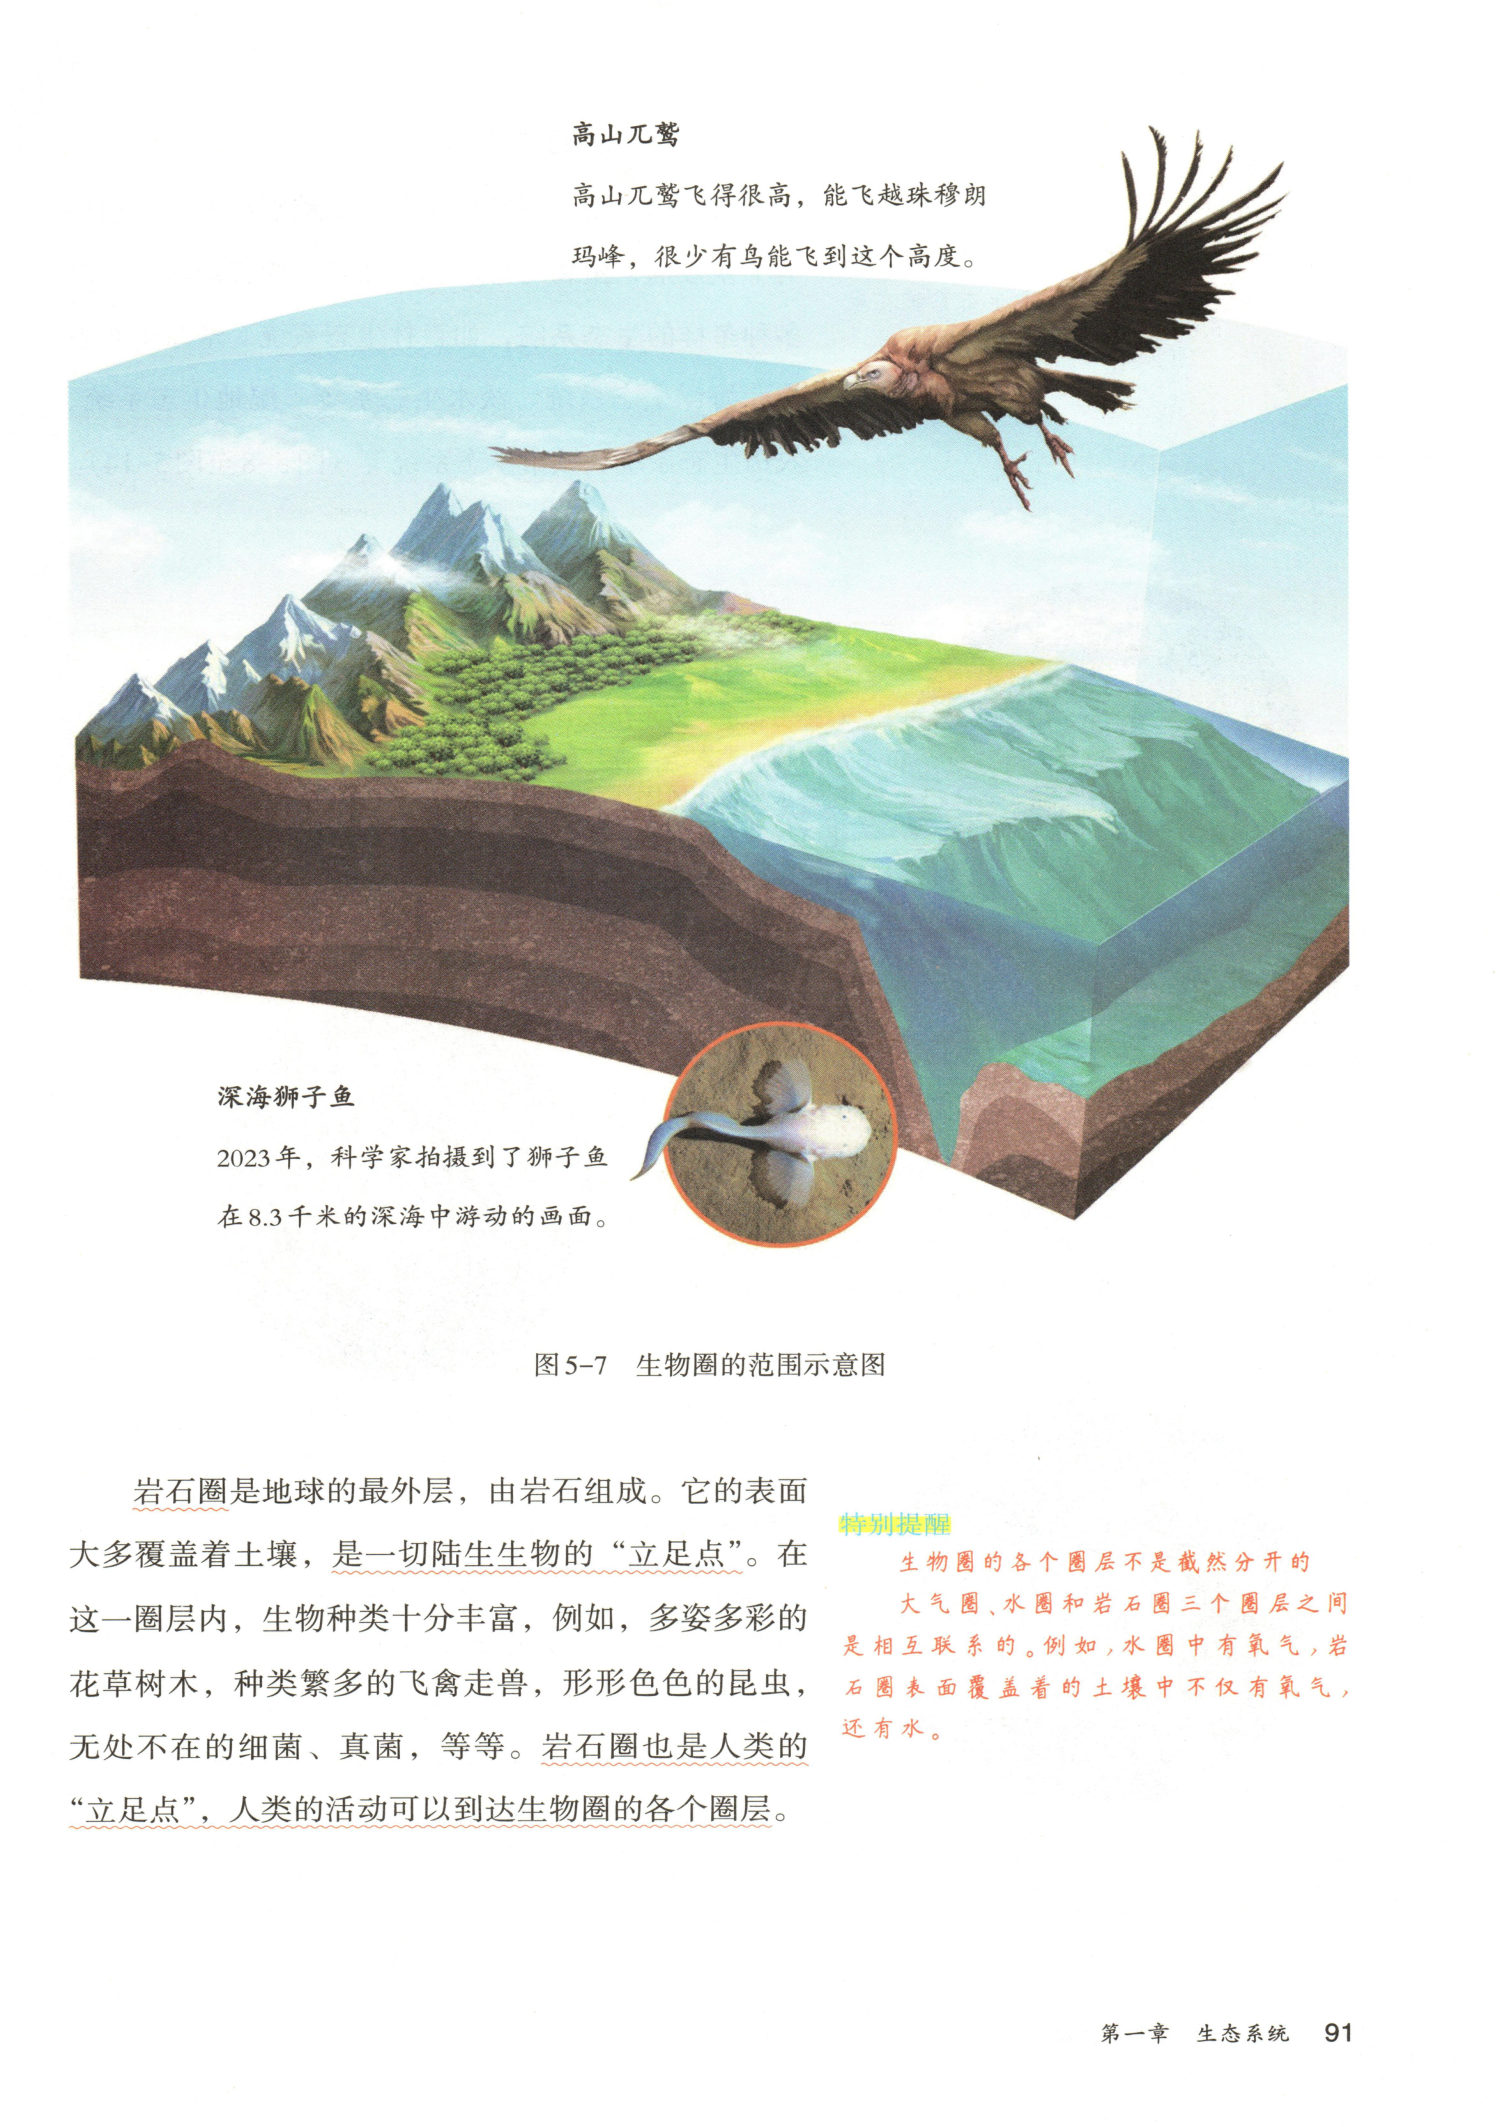 高山兀鹫
高山兀鹫飞得很高，能飞越珠穆朗
玛峰，很少有鸟能飞到这个高度。
深海狮子鱼
2023年，科学家拍摄到了狮子鱼
在8.3千米的深海中游动的画面。
图5-7　生物圈的范围示意图
岩石圈是地球的最外层，由岩石组成。它的表面
大多覆盖着土壤，是一切陆生生物的“立足点”。在
这一圈层内，生物种类十分丰富，例如，多姿多彩的
花草树木，种类繁多的飞禽走兽，形形色色的昆虫，
无处不在的细菌、真菌，等等。岩石圈也是人类的
“立足点”，人类的活动可以到达生物圈的各个圈层。
特别提醒
生物圈的各个圈层不是截然分开的
大气圈、水圈和岩石圈三个圈层之间
是相互联系的。例如，水圈中有氧气，岩
石圈表面覆盖着的土壤中不仅有氧气，
还有水。
第一章　生态系统　91